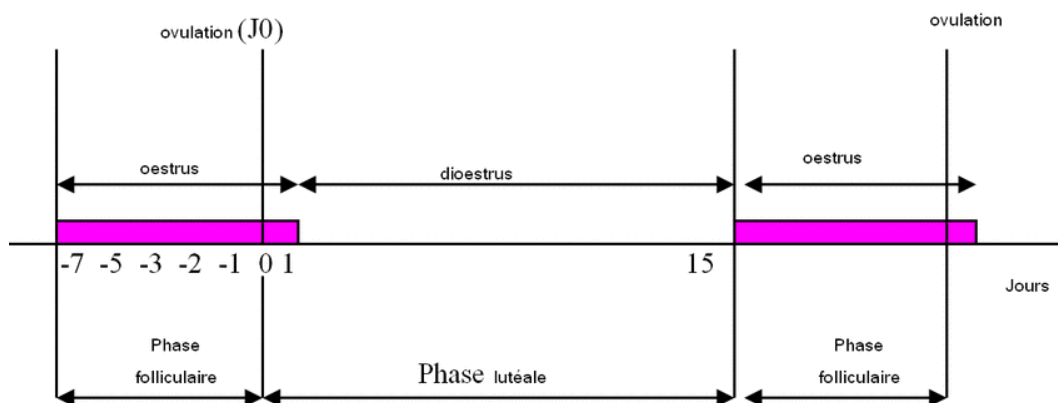 ovulation
ovulation (J0)
oestrus
dioestrus
oestrus
-7 -5 -3 -2 -1 0 1
15
Jours
Phase
folliculaire
Phase lutéale
Phase
folliculaire